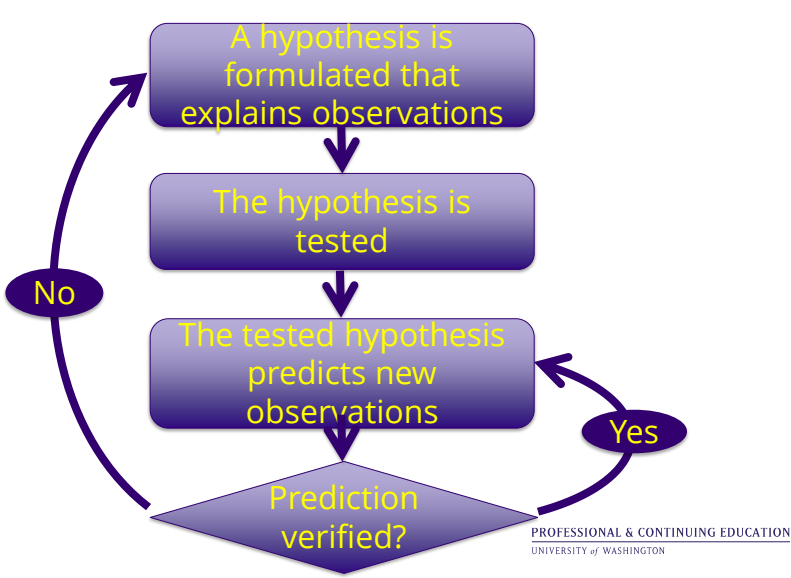 A hypothesis is
formulated that
explains observations
The hypothesis is
tested
No
The tested hypothesis
predicts new
observations
Yes
Prediction
verified?
PROFESSIONAL & CONTINUING EDUCATION
UNIVERSITY of WASHINGTON